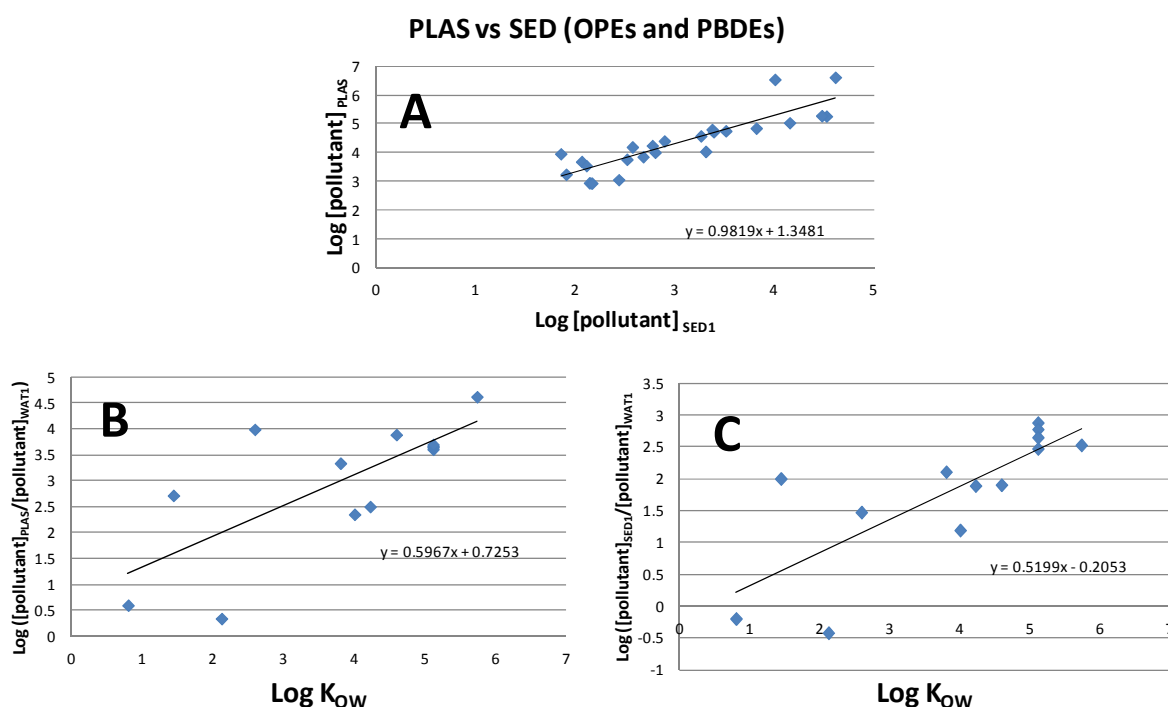 PLAS vs SED (OPEs and PBDEs)
A
Log [pollutant] PLAS
7
6
5
4
3
2
1
0
y = 0.9819x + 1.3481
0 1 2 3 4 5
Log [pollutant] SED1
B
Log ([pollutant]PLAS/[pollutant]WAT1)
5
4.5
4
3.5
3
2.5
2
1.5
1
0.5
0
y = 0.5967x + 0.7253
0 1 2 3 4 5 6 7
Log KOW
C
Log ([pollutant]SED1/[pollutant]WAT1
3.5
3
2.5
2
1.5
1
0.5
0
-0.5
-1
y = 0.5199x - 0.2053
0 1 2 3 4 5 6 7
Log KOW